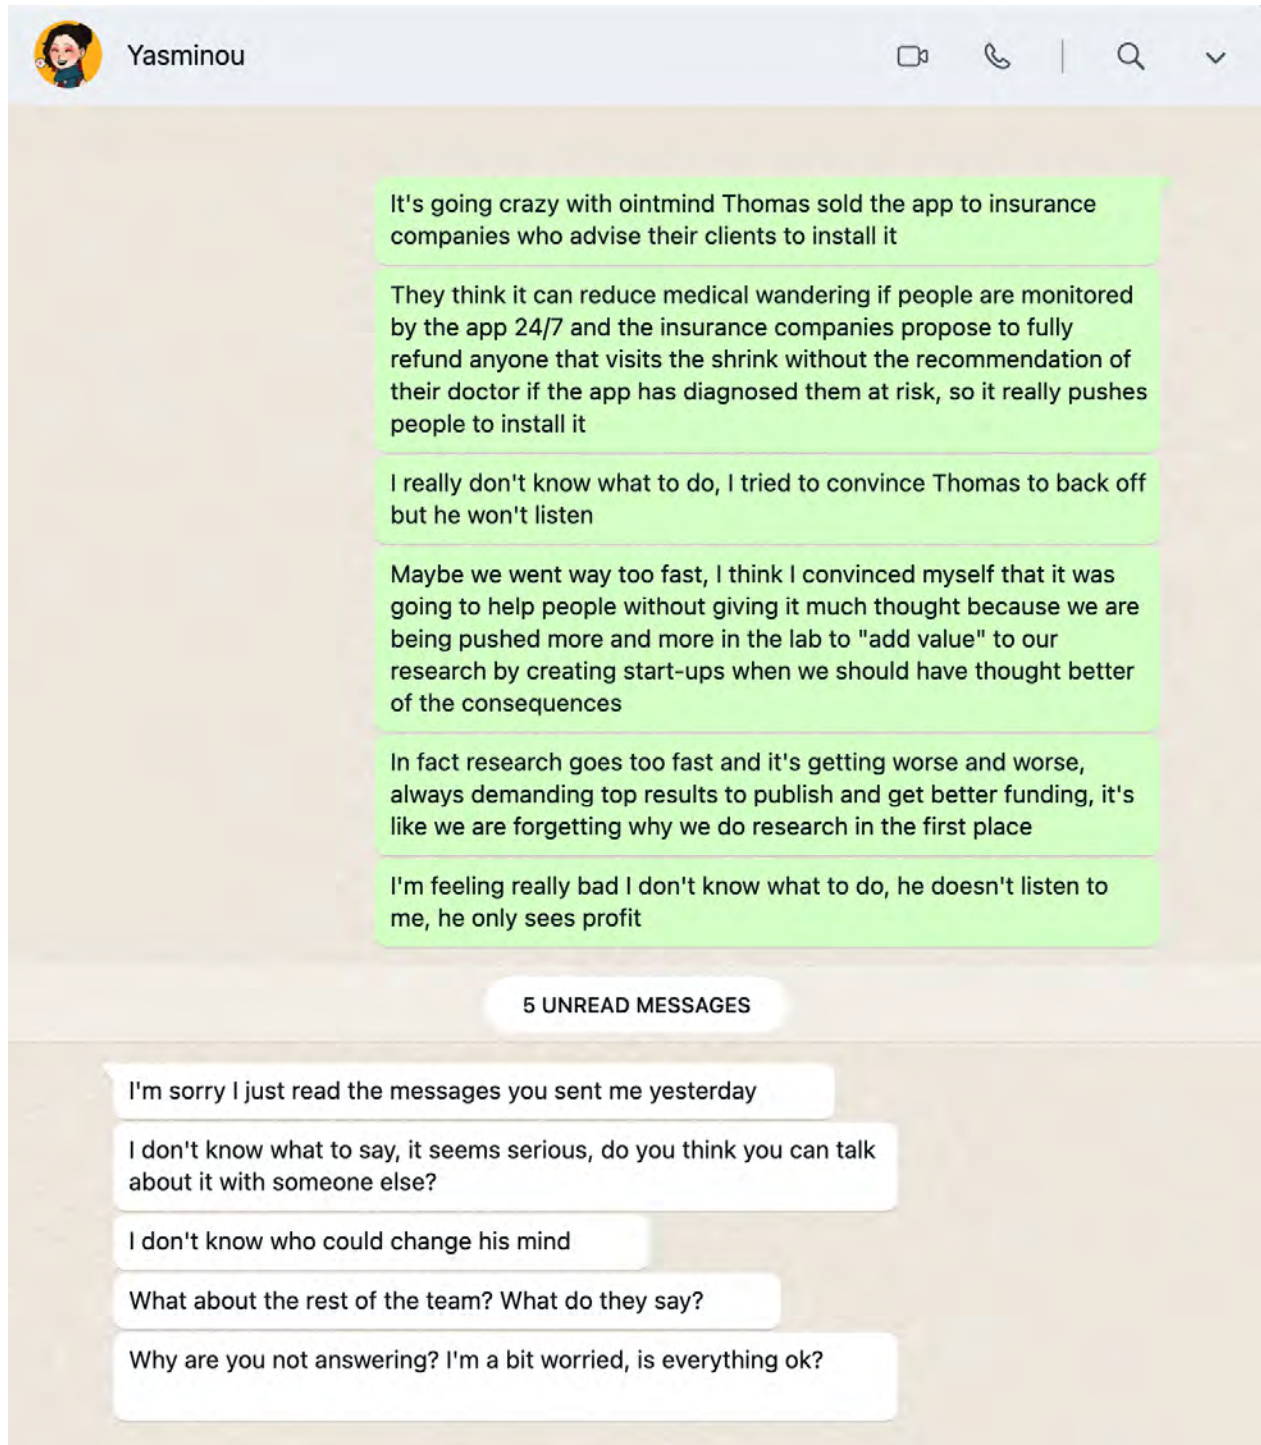 Yasminou
It's going crazy with ointmind Thomas sold the app to insurance
companies who advise their clients to install it
They think it can reduce medical wandering if people are monitored
by the app 24/7 and the insurance companies propose to fully
refund anyone that visits the shrink without the recommendation of
their doctor if the app has diagnosed them at risk, so it really pushes
people to install it
I really don't know what to do, I tried to convince Thomas to back off
but he won't listen
Maybe we went way too fast, I think I convinced myself that it was
going to help people without giving it much thought because we are
being pushed more and more in the lab to "add value" to our
research by creating start-ups when we should have thought better
of the consequences
In fact research goes too fast and it's getting worse and worse,
always demanding top results to publish and get better funding, it's
like we are forgetting why we do research in the first place
I'm feeling really bad I don't know what to do, he doesn't listen to
me, he only sees profit
5 UNREAD MESSAGES
I'm sorry I just read the messages you sent me yesterday
I don't know what to say, it seems serious, do you think you can talk
about it with someone else?
I don't know who could change his mind
What about the rest of the team? What do they say?
Why are you not answering? I'm a bit worried, is everything ok?